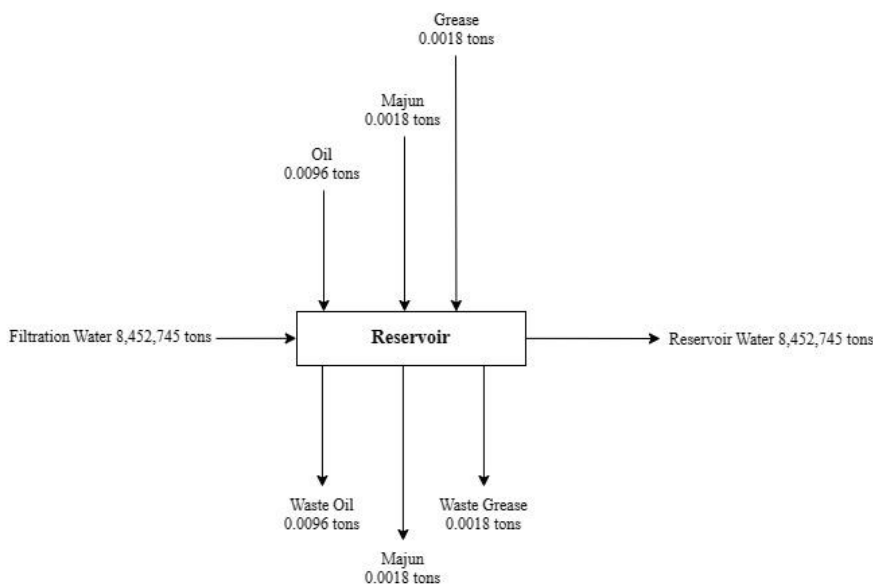 Grease
0.0018 tons
Majun
0.0018 tons
Oil
0.0096 tons
Filtration Water 8,452,745 tons
Reservoir
Reservoir Water 8,452,745 tons
Waste Oil
0.0096 tons
Waste Grease
0.0018 tons
Majun
0.0018 tons